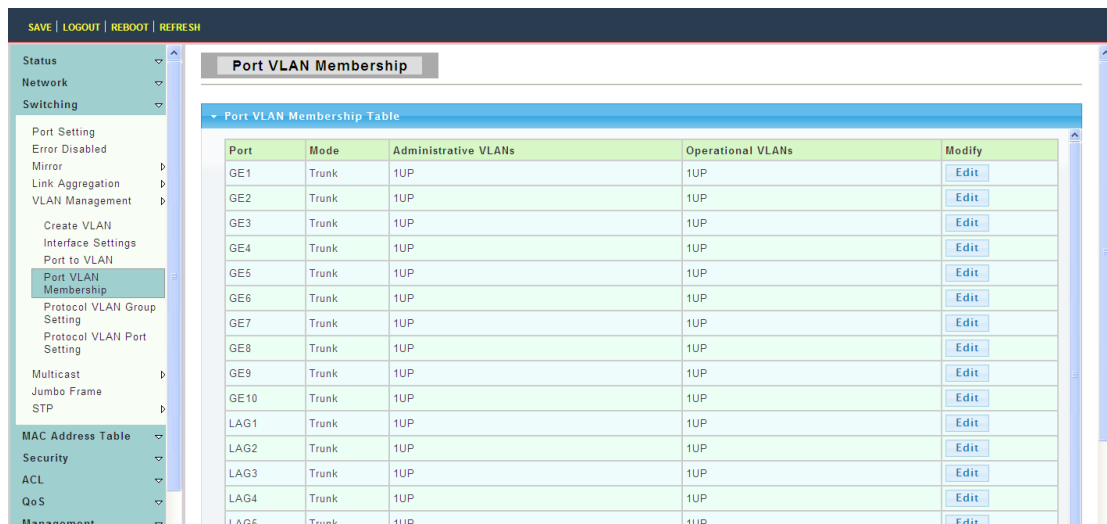 SAVE | LOGOUT | REBOOT | REFRESH
Status
Network
Switching
Port Setting
Error Disabled
Mirror
Link Aggregation
VLAN Management
Create VLAN
Interface Settings
Port to VLAN
Port VLAN
Membership
Protocol VLAN Group
Setting
Protocol VLAN Port
Setting
Multicast
Jumbo Frame
STP
MAC Address Table
Security
ACL
QoS
Management
Port VLAN Membership
Port VLAN Membership Table
Port Mode Administrative VLANs Operational VLANs Modify
GE1 Trunk 1UP 1UP Edit
GE2 Trunk 1UP 1UP Edit
GE3 Trunk 1UP 1UP Edit
GE4 Trunk 1UP 1UP Edit
GE5 Trunk 1UP 1UP Edit
GE6 Trunk 1UP 1UP Edit
GE7 Trunk 1UP 1UP Edit
GE8 Trunk 1UP 1UP Edit
GE9 Trunk 1UP 1UP Edit
GE10 Trunk 1UP 1UP Edit
LAG1 Trunk 1UP 1UP Edit
LAG2 Trunk 1UP 1UP Edit
LAG3 Trunk 1UP 1UP Edit
LAG4 Trunk 1UP 1UP Edit
LAG5 Trunk 1UP 1UP Edit